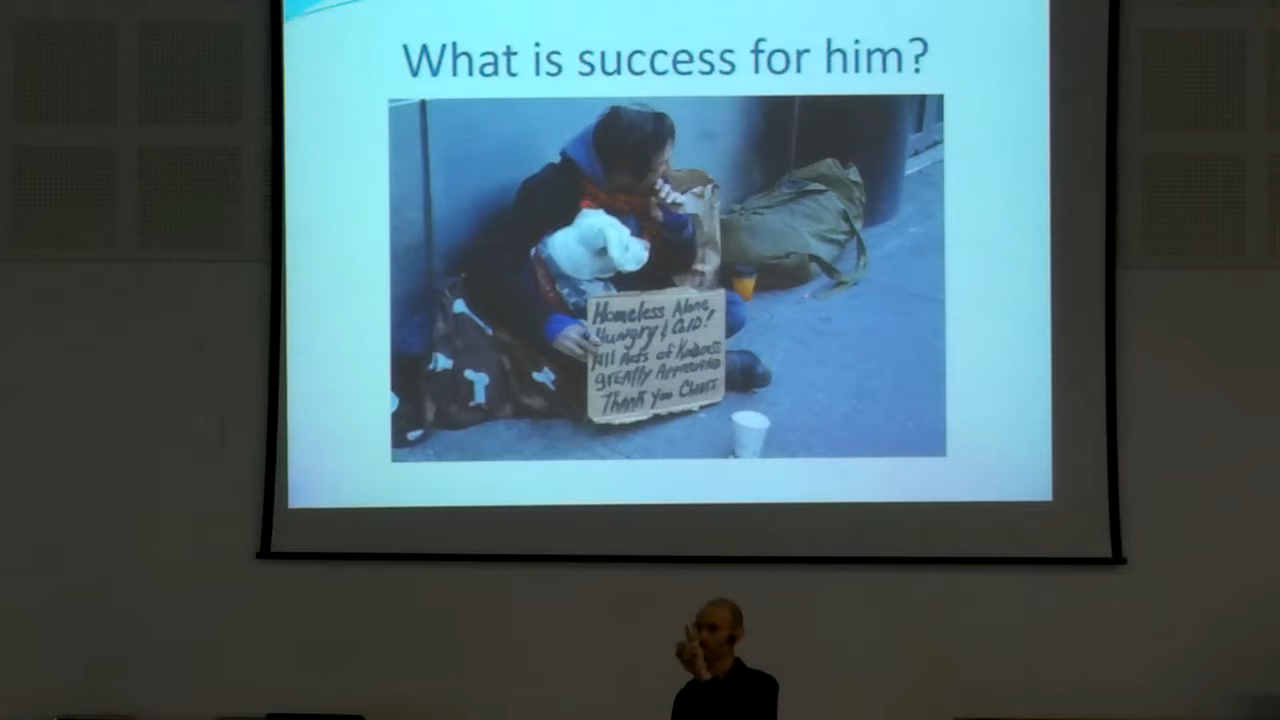 What is success for him?
Homeless Alone,
Hungry & Cold!
All Acts of Kindness
greatly Appreciated
Thank You Cheers